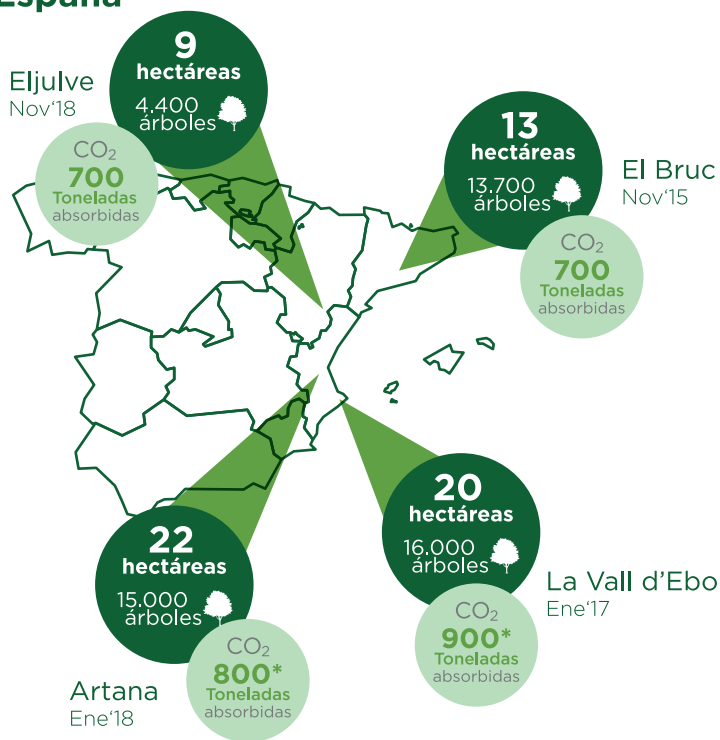 España
9
hectáreas
4.400
árboles
Eljulve
Nov‘18
CO₂
700
Toneladas
absorbidas
13
hectáreas
13.700
árboles
El Bruc
Nov‘15
CO₂
700
Toneladas
absorbidas
22
hectáreas
15.000
árboles
Artana
Ene‘18
CO₂
800*
Toneladas
absorbidas
20
hectáreas
16.000
árboles
La Vall d’Ebo
Ene‘17
CO₂
900*
Toneladas
absorbidas